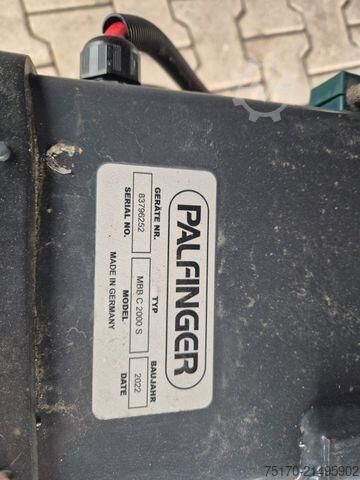 PALFINGER
GERÄTE NR. TYP BAUJAHR
83796252 MBB C 2000 S 2022
SERIAL NO. MODEL DATE
MADE IN GERMANY
75170-21495902